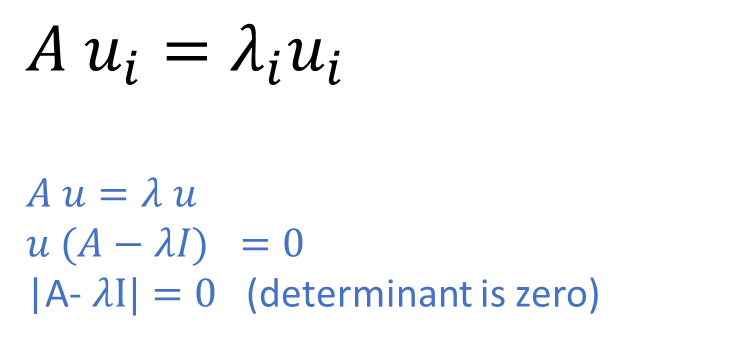 A uᵢ = λᵢuᵢ
A u = λ u
u (A − λI) = 0
|A- λI| = 0 (determinant is zero)